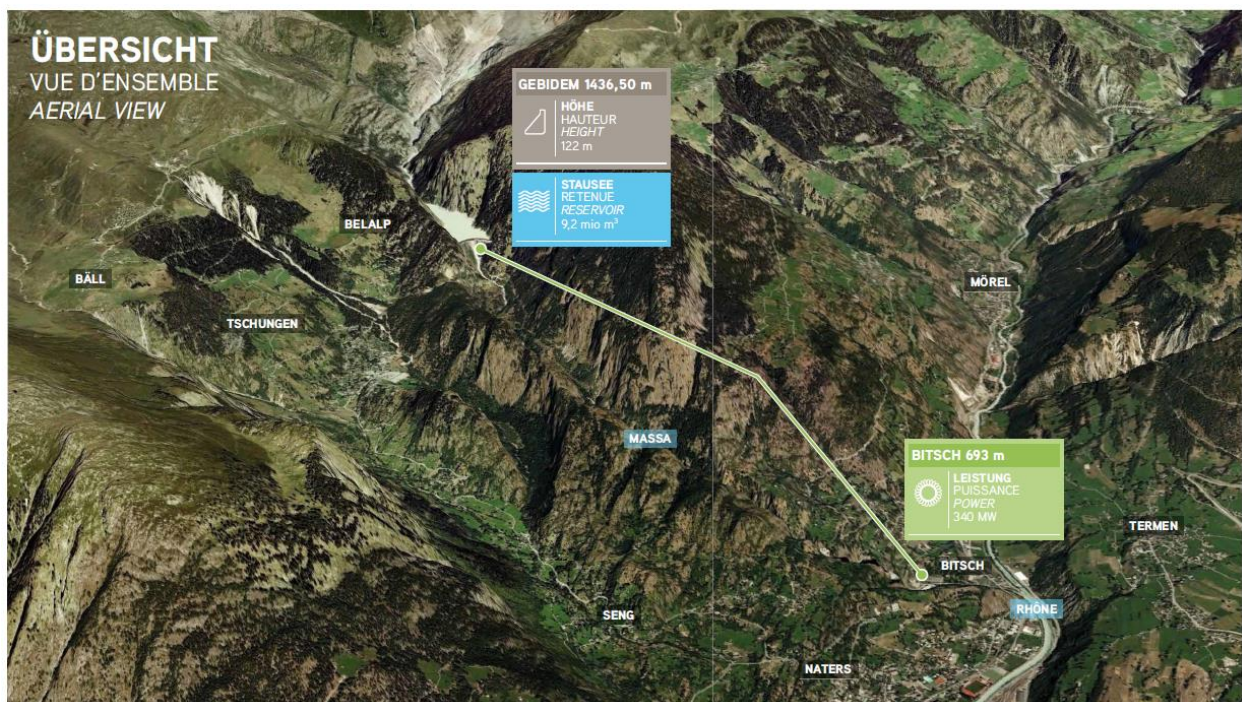 ÜBERSICHT
VUE D'ENSEMBLE
AERIAL VIEW
GEBIDEM 1436,50 m
HÖHE
HAUTEUR
HEIGHT
122 m
STAUSEE
RETENUE
RESERVOIR
9,2 mio m³
BELALP
BÄLL
TSCHUNGEN
MÖREL
MASSA
BITSCH 693 m
LEISTUNG
PUISSANCE
POWER
340 MW
TERMEN
BITSCH
RHÔNE
SENG
NATERS